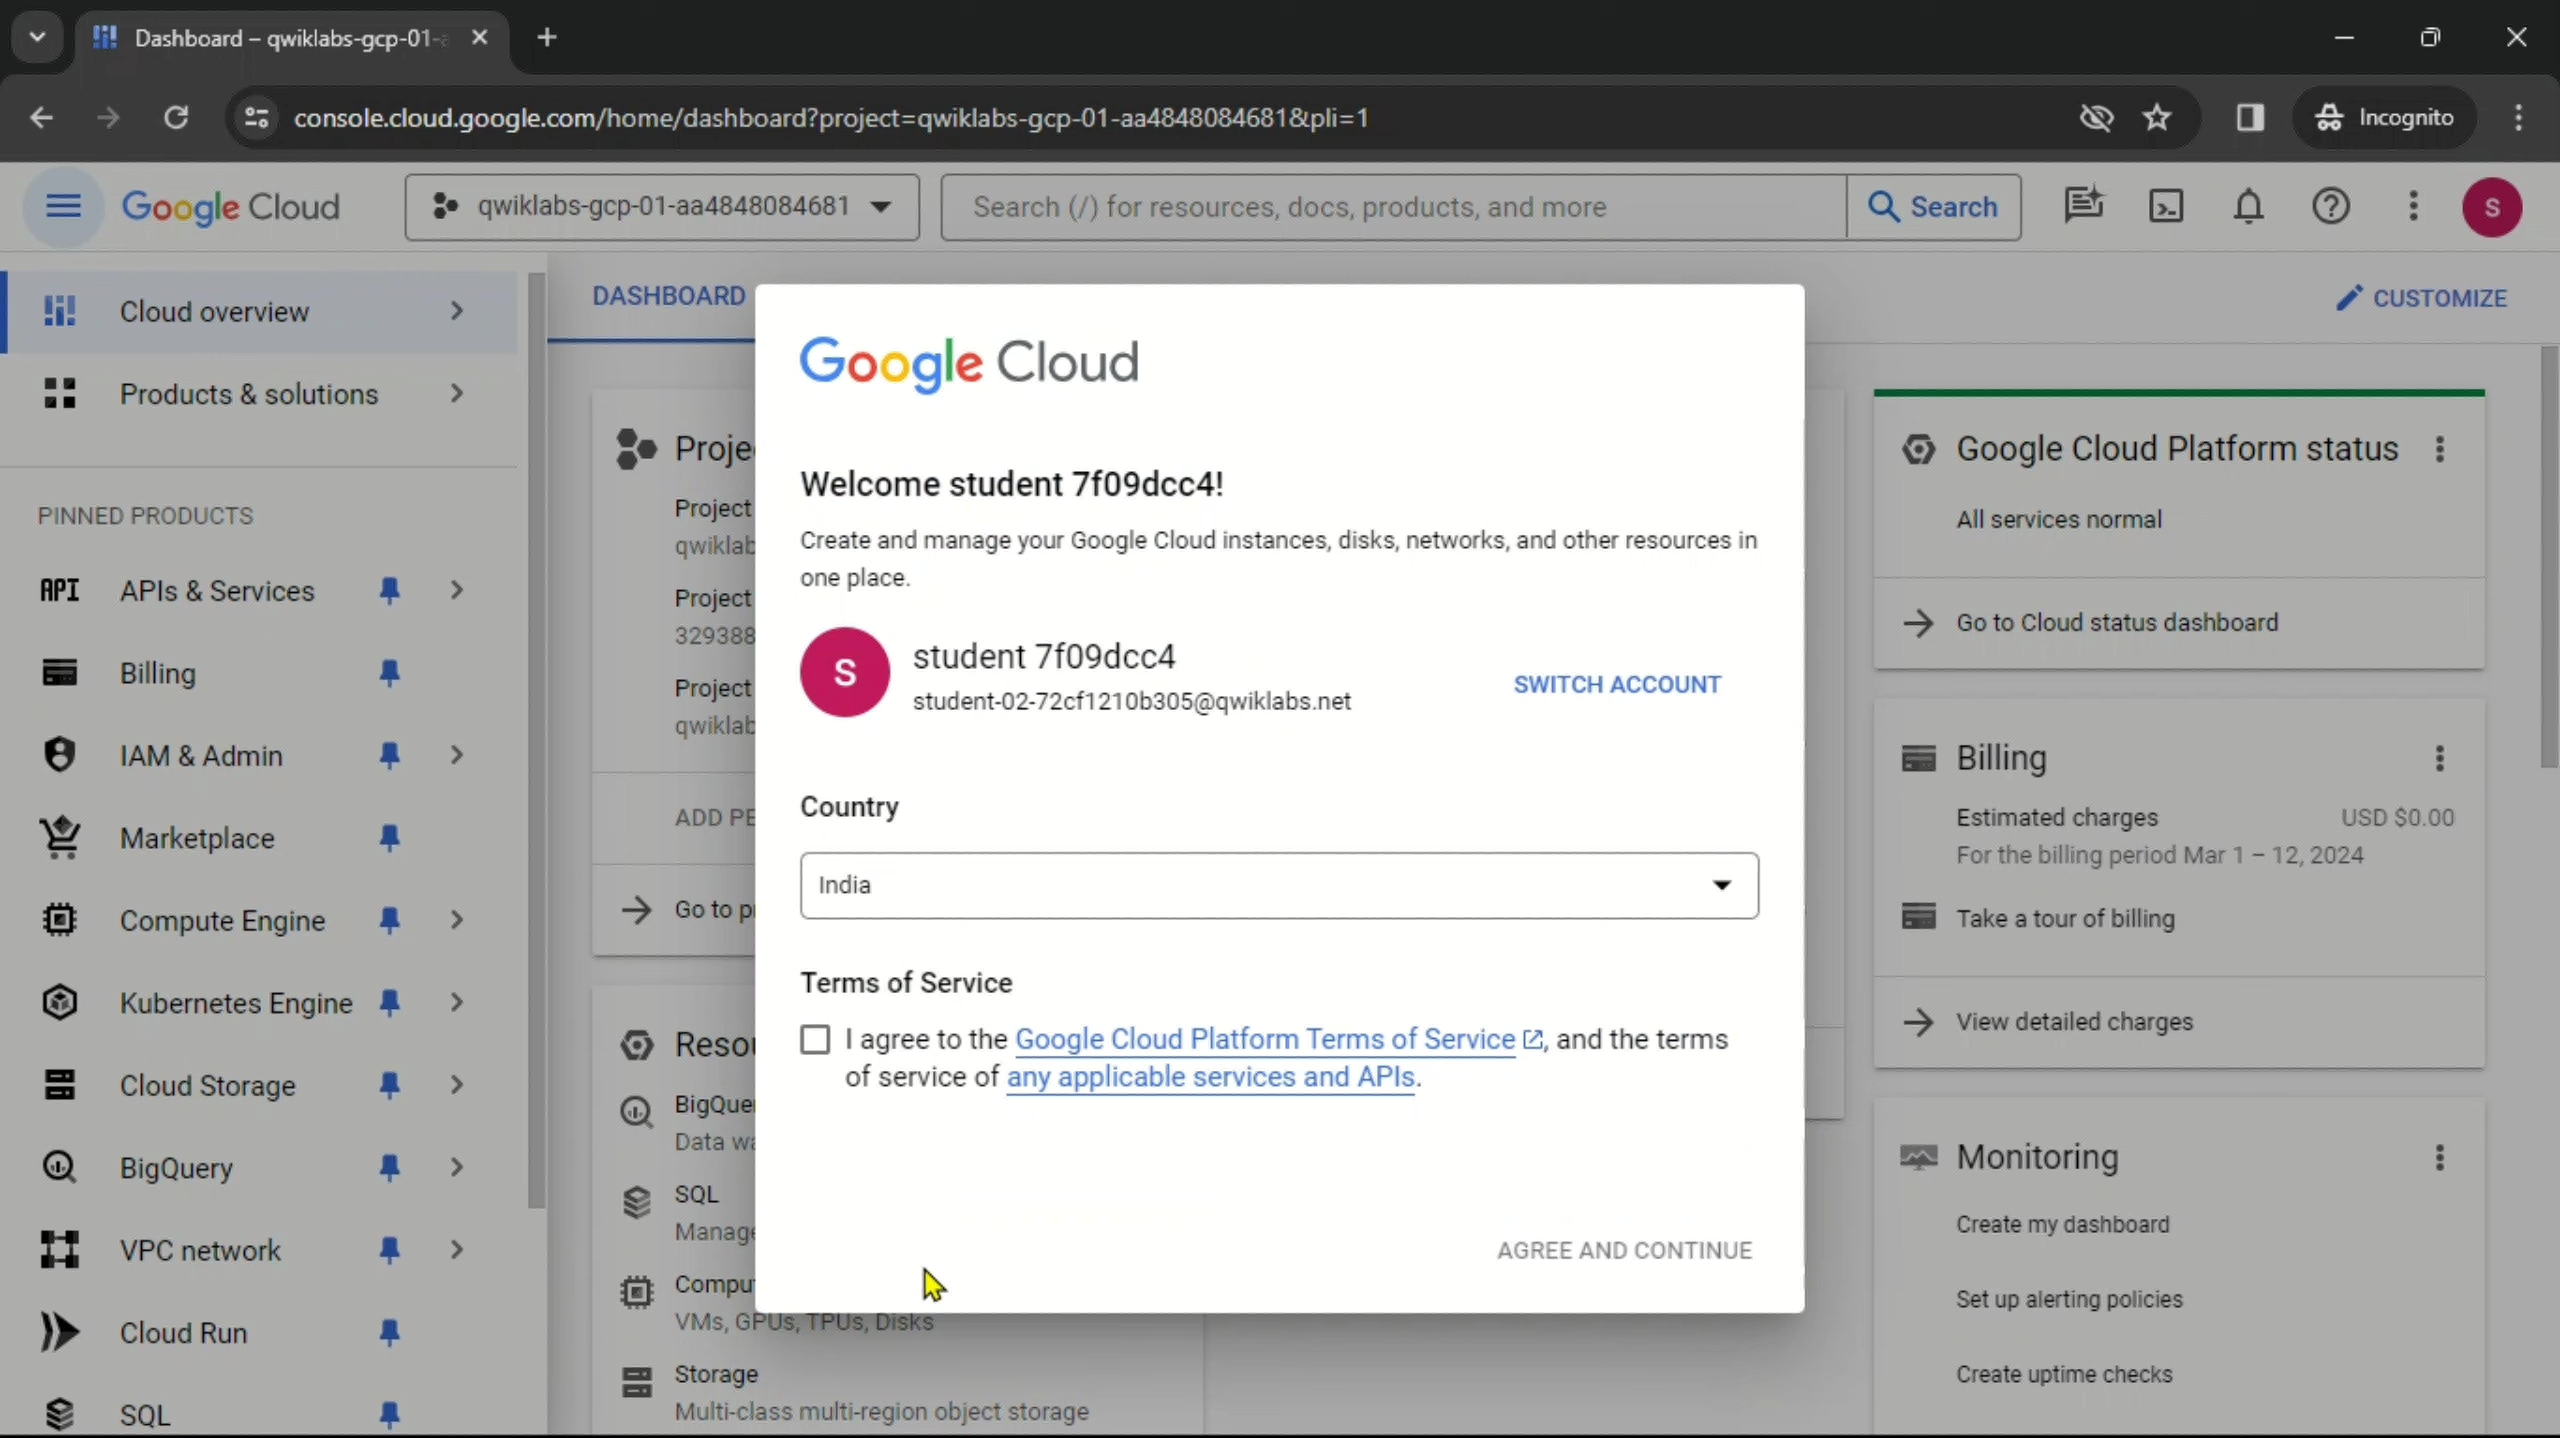 Dashboard – qwiklabs-gcp-01-
console.cloud.google.com/home/dashboard?project=qwiklabs-gcp-01-aa4848084681&pli=1
Incognito
Google Cloud
qwiklabs-gcp-01-aa4848084681
Search (/) for resources, docs, products, and more
Search
S
Cloud overview
Products & solutions
PINNED PRODUCTS
API APIs & Services
Billing
IAM & Admin
Marketplace
Compute Engine
Kubernetes Engine
Cloud Storage
BigQuery
VPC network
Cloud Run
SQL
DASHBOARD
CUSTOMIZE
Proje
Project
qwiklab
Project
329388
Project
qwiklab
ADD PE
Go to p
Resou
BigQue
Data wa
SQL
Manage
Compu
VMs, GPUs, TPUs, Disks
Storage
Multi-class multi-region object storage
Google Cloud
Welcome student 7f09dcc4!
Create and manage your Google Cloud instances, disks, networks, and other resources in
one place.
S
student 7f09dcc4
student-02-72cf1210b305@qwiklabs.net
SWITCH ACCOUNT
Country
India
Terms of Service
I agree to the Google Cloud Platform Terms of Service, and the terms
of service of any applicable services and APIs.
AGREE AND CONTINUE
Google Cloud Platform status
All services normal
Go to Cloud status dashboard
Billing
Estimated charges USD $0.00
For the billing period Mar 1 – 12, 2024
Take a tour of billing
View detailed charges
Monitoring
Create my dashboard
Set up alerting policies
Create uptime checks